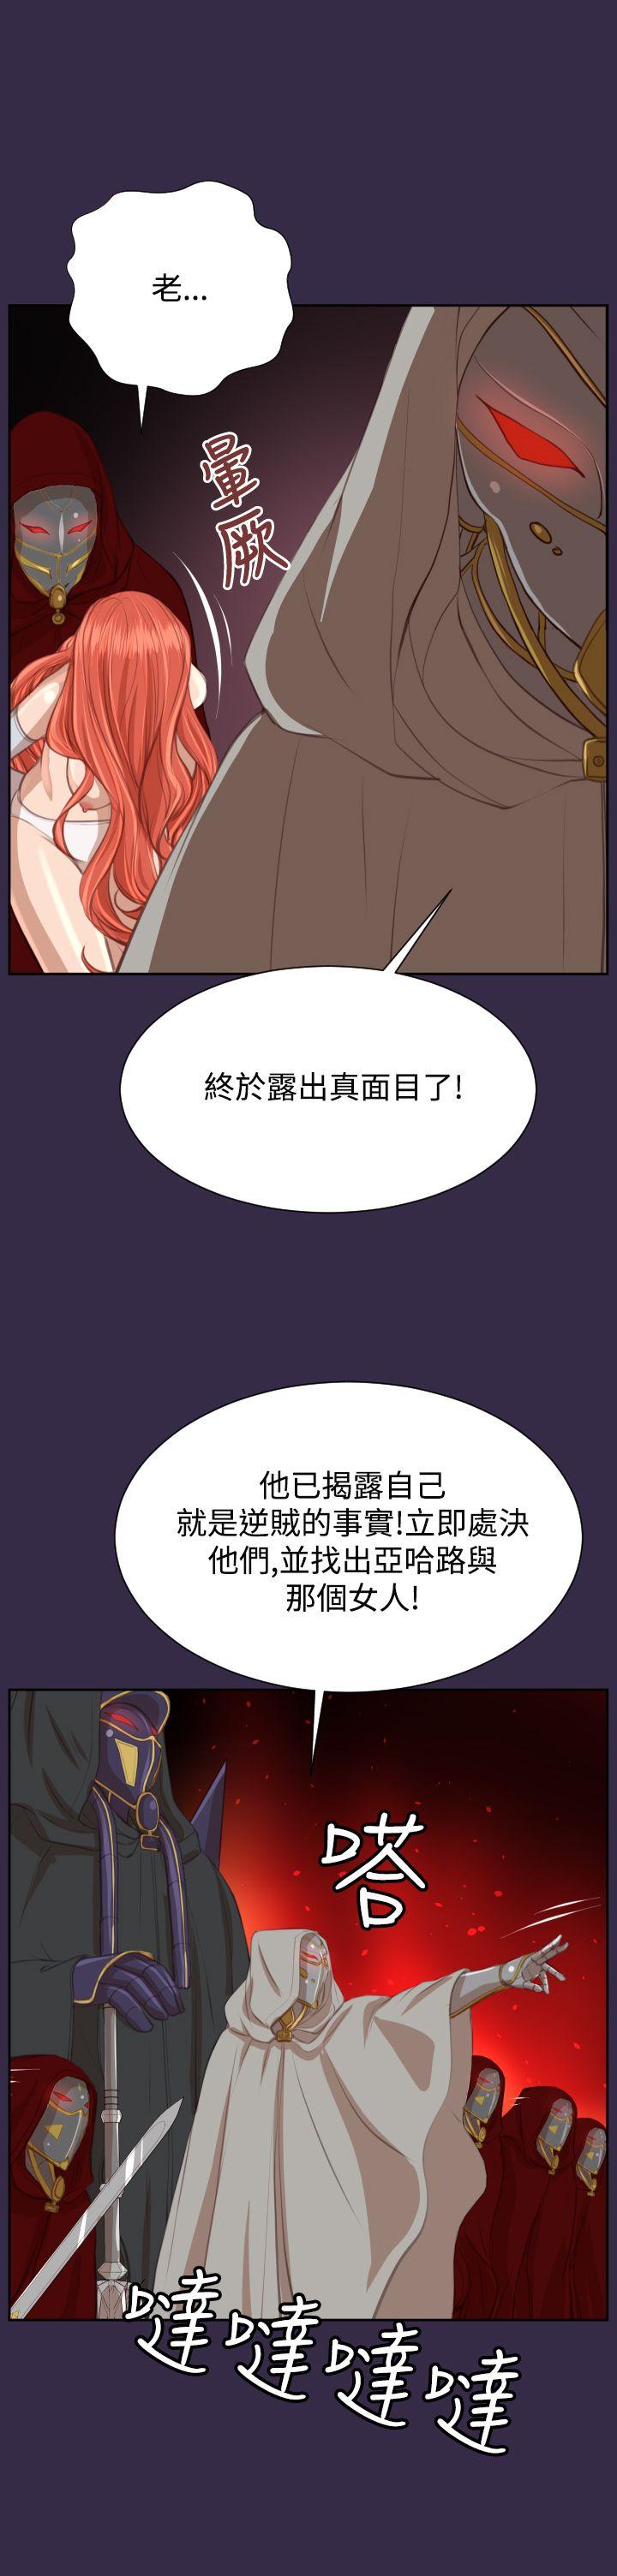 老...
暈厥
終於露出真面目了!
他已揭露自己
就是逆賊的事實!立即處決
他們,並找出亞哈路與
那個女人!
嗒
噠噠噠噠